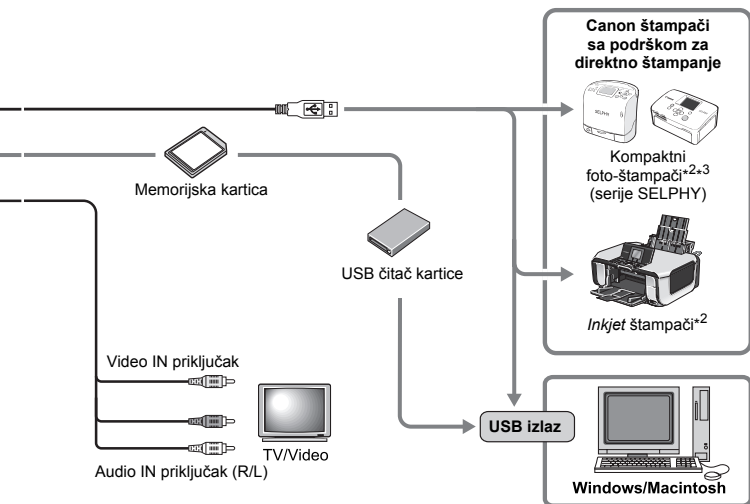 Canon štampači
sa podrškom za
direktno štampanje
SELPHY
Kompaktni
foto-štampači*2*3
(serije SELPHY)
Memorijska kartica
USB čitač kartice
Inkjet štampači*2
Video IN priključak
TV/Video
Audio IN priključak (R/L)
USB izlaz
Windows/Macintosh